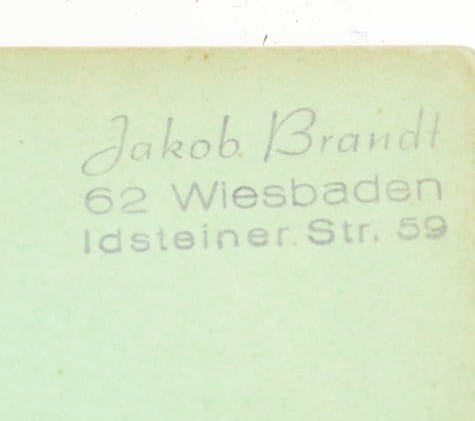 Jakob Brandt
62 Wiesbaden
Idsteiner Str. 59